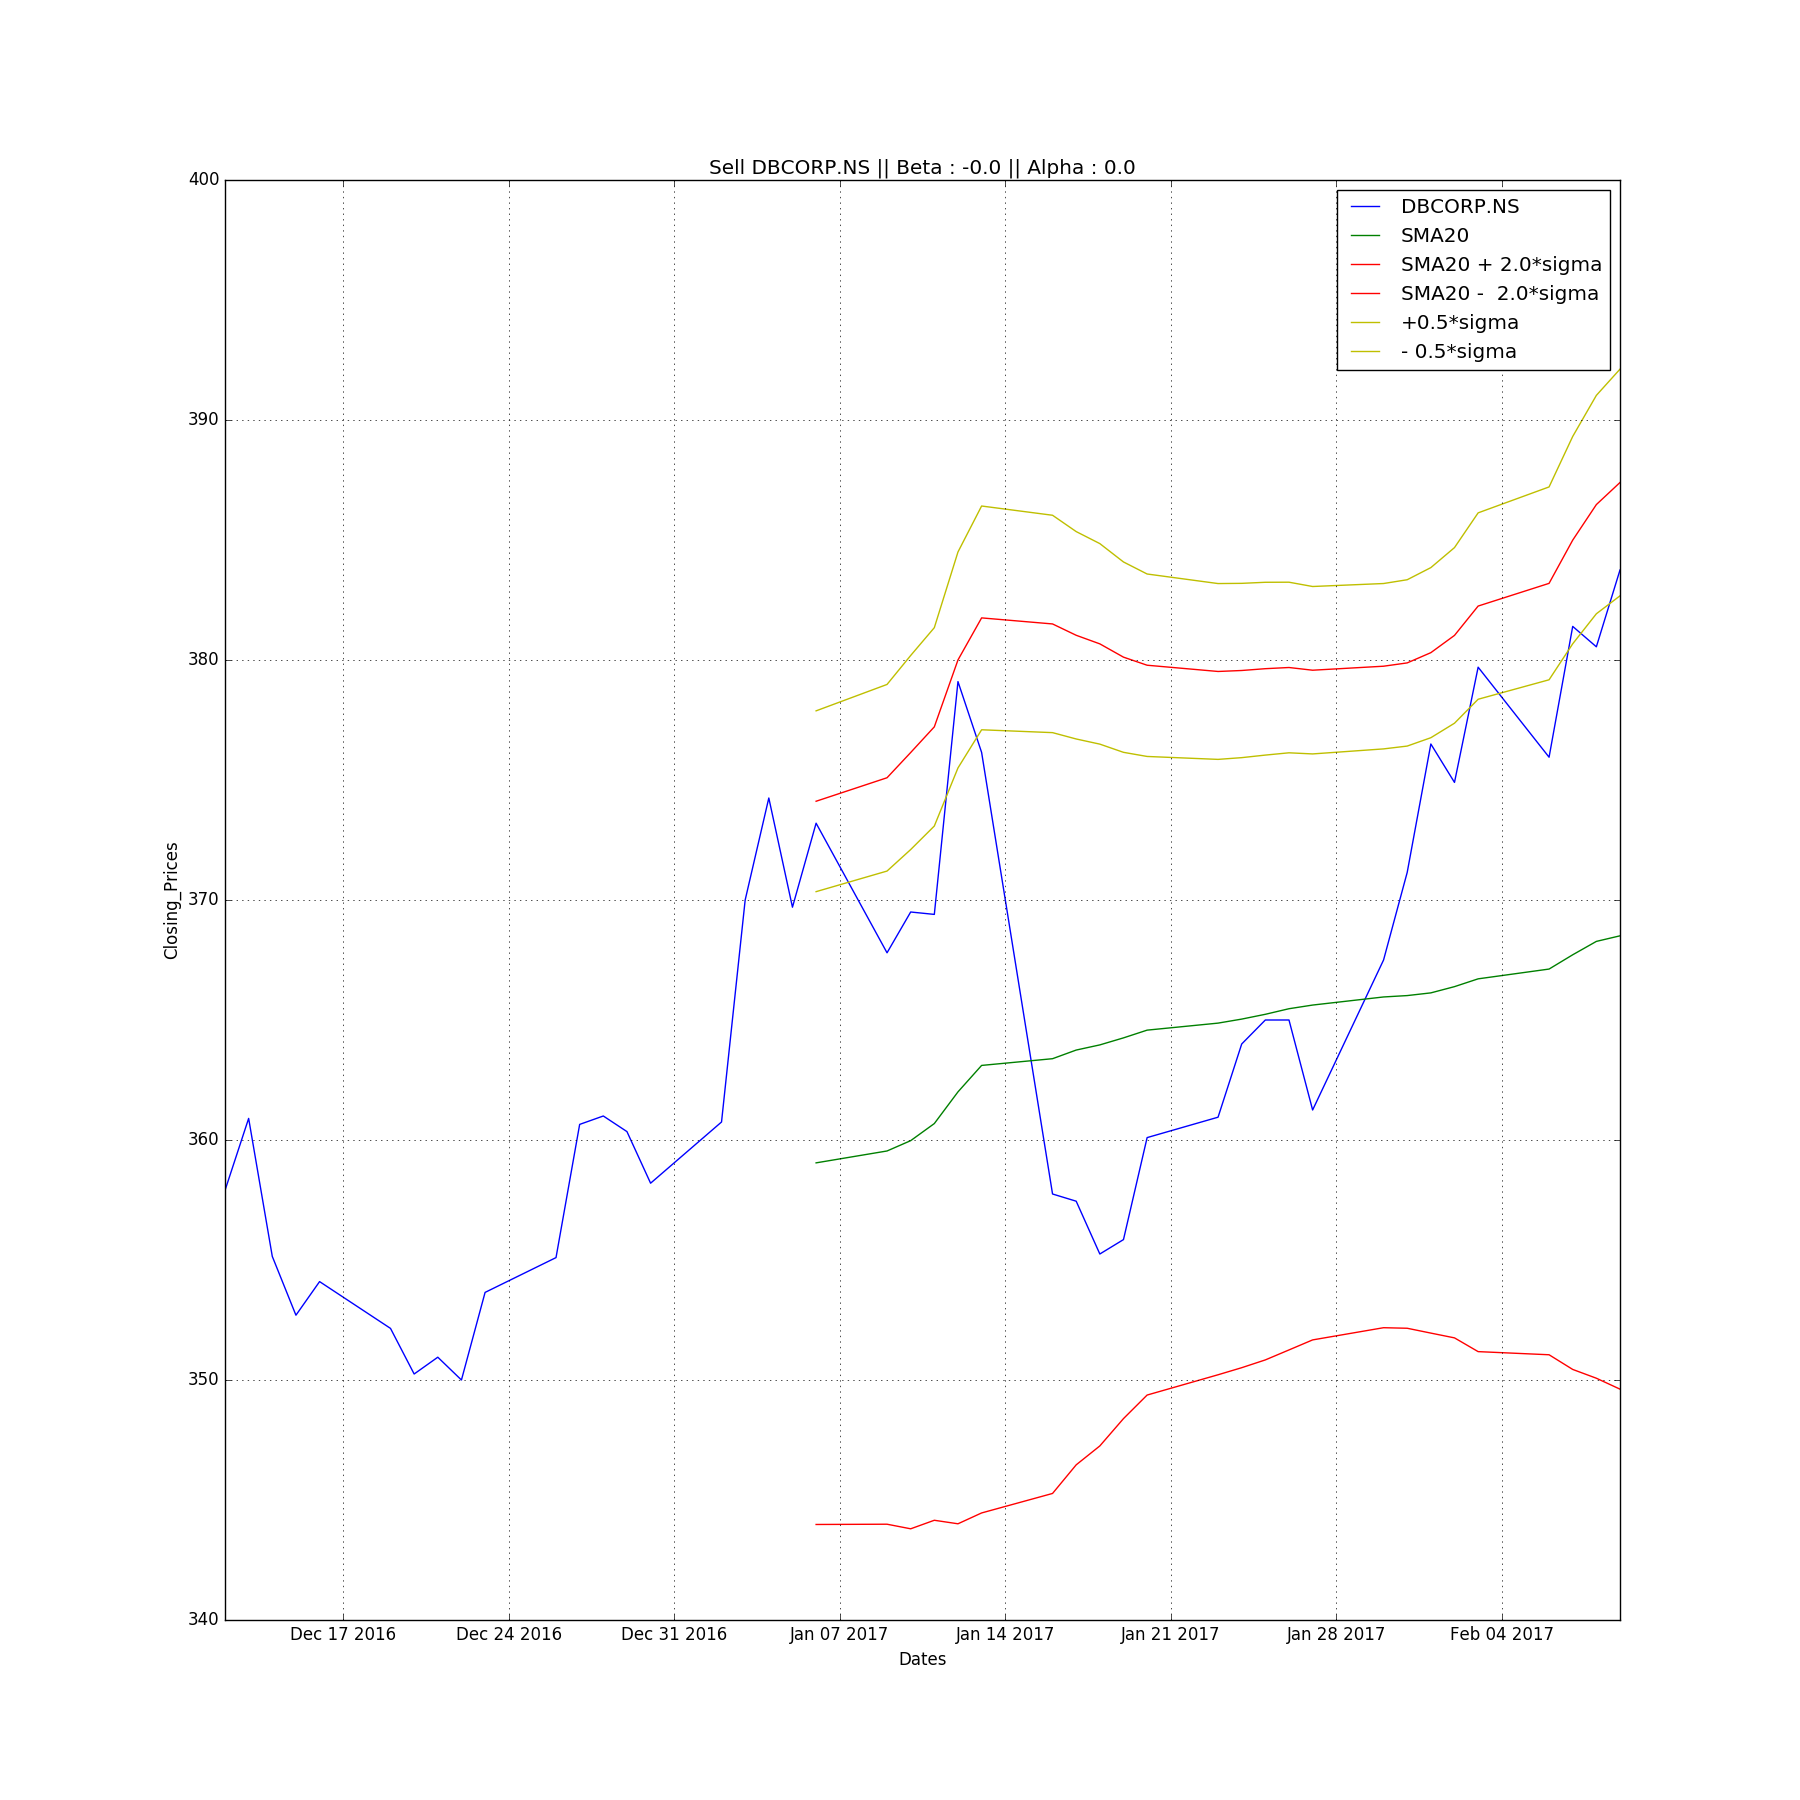 Sell DBCORP.NS || Beta : -0.0 || Alpha : 0.0
DBCORP.NS
SMA20
SMA20 + 2.0*sigma
SMA20 -  2.0*sigma
+0.5*sigma
- 0.5*sigma
400
390
380
370
360
350
340
Closing_Prices
Dec 17 2016
Dec 24 2016
Dec 31 2016
Jan 07 2017
Jan 14 2017
Jan 21 2017
Jan 28 2017
Feb 04 2017
Dates